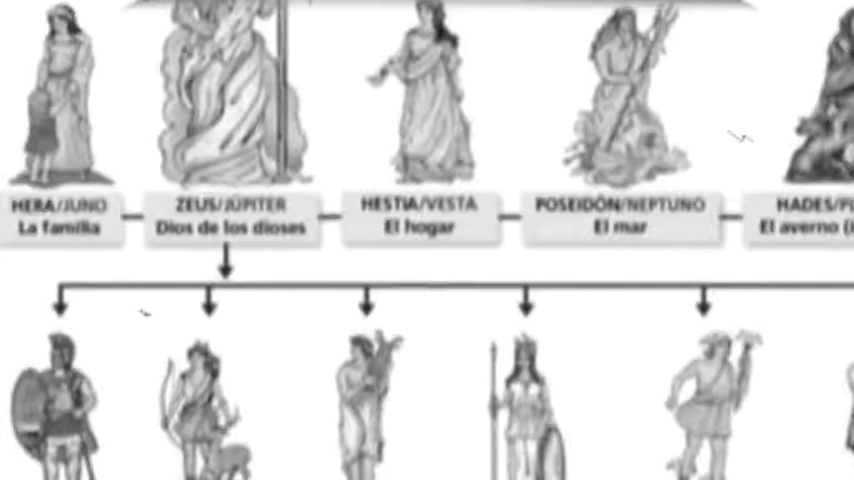 HERA/JUNO
La familia
ZEUS/JÚPITER
Dios de los dioses
HESTIA/VESTA
El hogar
POSEIDÓN/NEPTUNO
El mar
HADES/
El averno